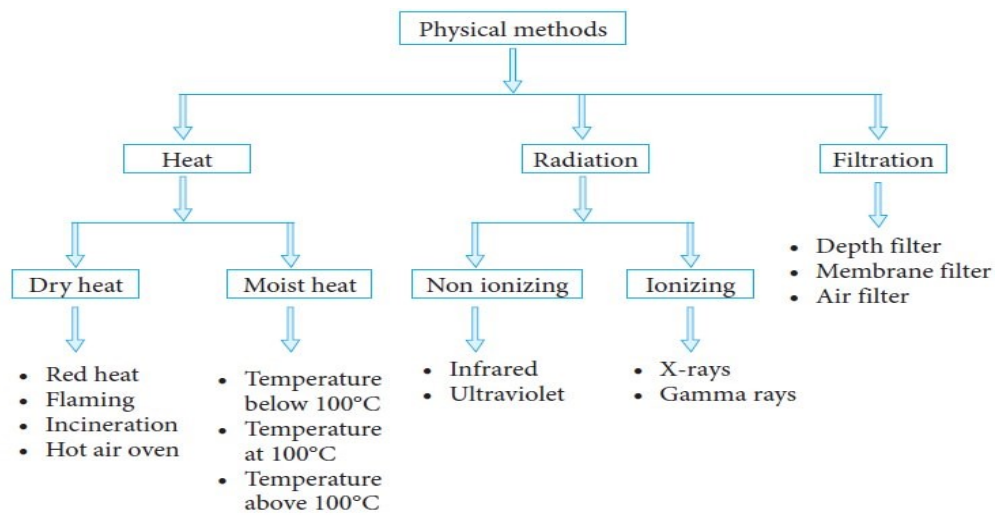 Physical methods
Heat
Radiation
Filtration
Dry heat
Moist heat
Non ionizing
Ionizing
• Depth filter
• Membrane filter
• Air filter
• Red heat
• Flaming
• Incineration
• Hot air oven
• Temperature
below 100°C
• Temperature
at 100°C
• Temperature
above 100°C
• Infrared
• Ultraviolet
• X-rays
• Gamma rays